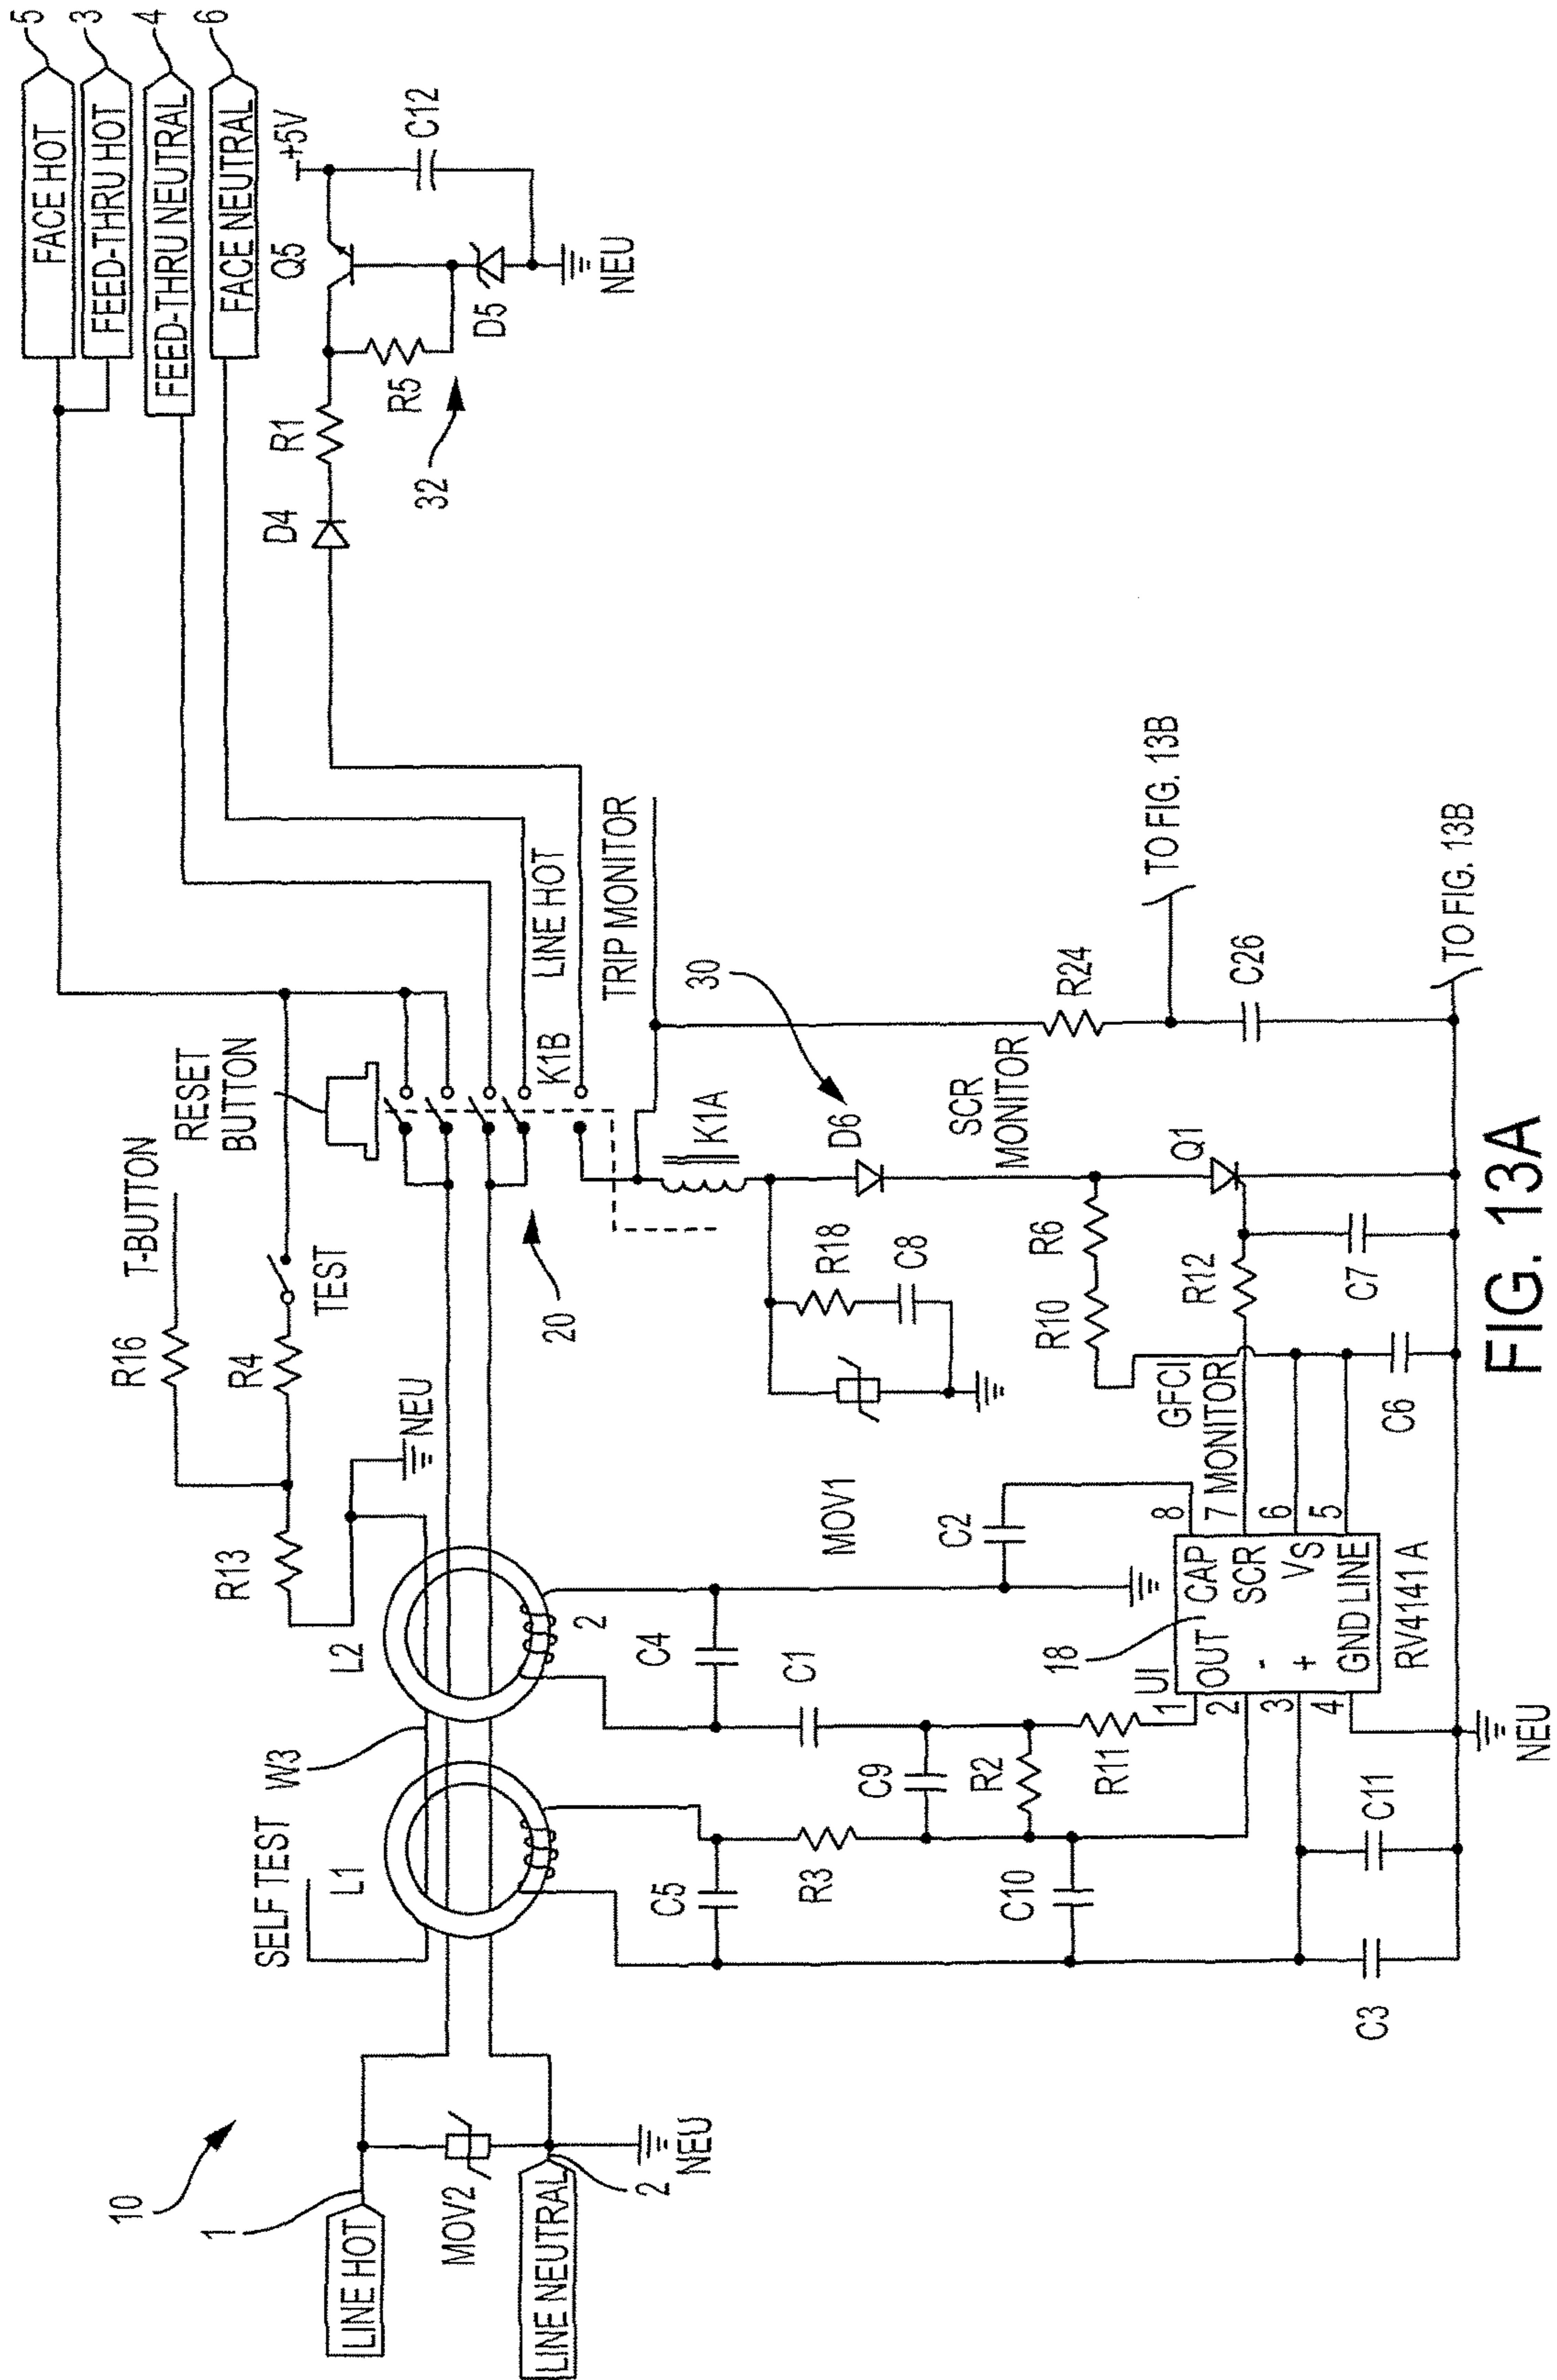 10
1
LINE HOT
MOV2
LINE NEUTRAL
2
NEU
SELF TEST
L1
W3
L2
R13
NEU
R16
T-BUTTON
R4
TEST
RESET
BUTTON
20
K1B
LINE HOT
TRIP MONITOR
FACE HOT
5
FEED-THRU HOT
3
FEED-THRU NEUTRAL
4
FACE NEUTRAL
6
D4
R1
R5
32
Q5
+5V
C12
D5
NEU
2
C4
C1
C5
R3
C9
R2
R11
C10
C3
C11
NEU
UI
18
1
OUT
CAP
8
2
-
SCR
7
3
+
VS
6
4
GND
LINE
5
RV4141A
C2
MOV1
GFCI
MONITOR
R18
C8
K1A
D6
30
SCR
MONITOR
R10
R6
R12
Q1
C7
C6
R24
C26
TO FIG. 13B
TO FIG. 13B
FIG. 13A